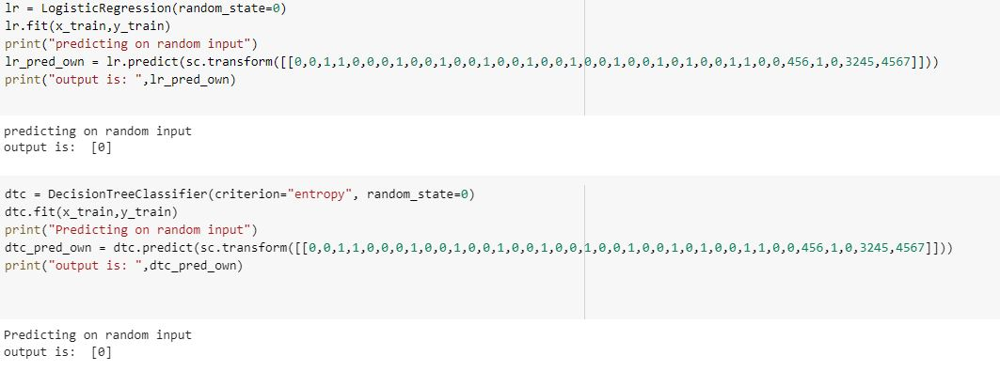 lr = LogisticRegression(random_state=0)
lr.fit(x_train,y_train)
print("predicting on random input")
lr_pred_own = lr.predict(sc.transform([[0,0,1,1,0,0,0,1,0,0,1,0,0,1,0,0,1,0,0,1,0,0,1,0,0,1,0,1,0,0,1,1,0,0,456,1,0,3245,4567]]))
print("output is: ",lr_pred_own)
predicting on random input
output is:  [0]
dtc = DecisionTreeClassifier(criterion="entropy", random_state=0)
dtc.fit(x_train,y_train)
print("Predicting on random input")
dtc_pred_own = dtc.predict(sc.transform([[0,0,1,1,0,0,0,1,0,0,1,0,0,1,0,0,1,0,0,1,0,0,1,0,0,1,0,1,0,0,1,1,0,0,456,1,0,3245,4567]]))
print("output is: ",dtc_pred_own)
Predicting on random input
output is:  [0]